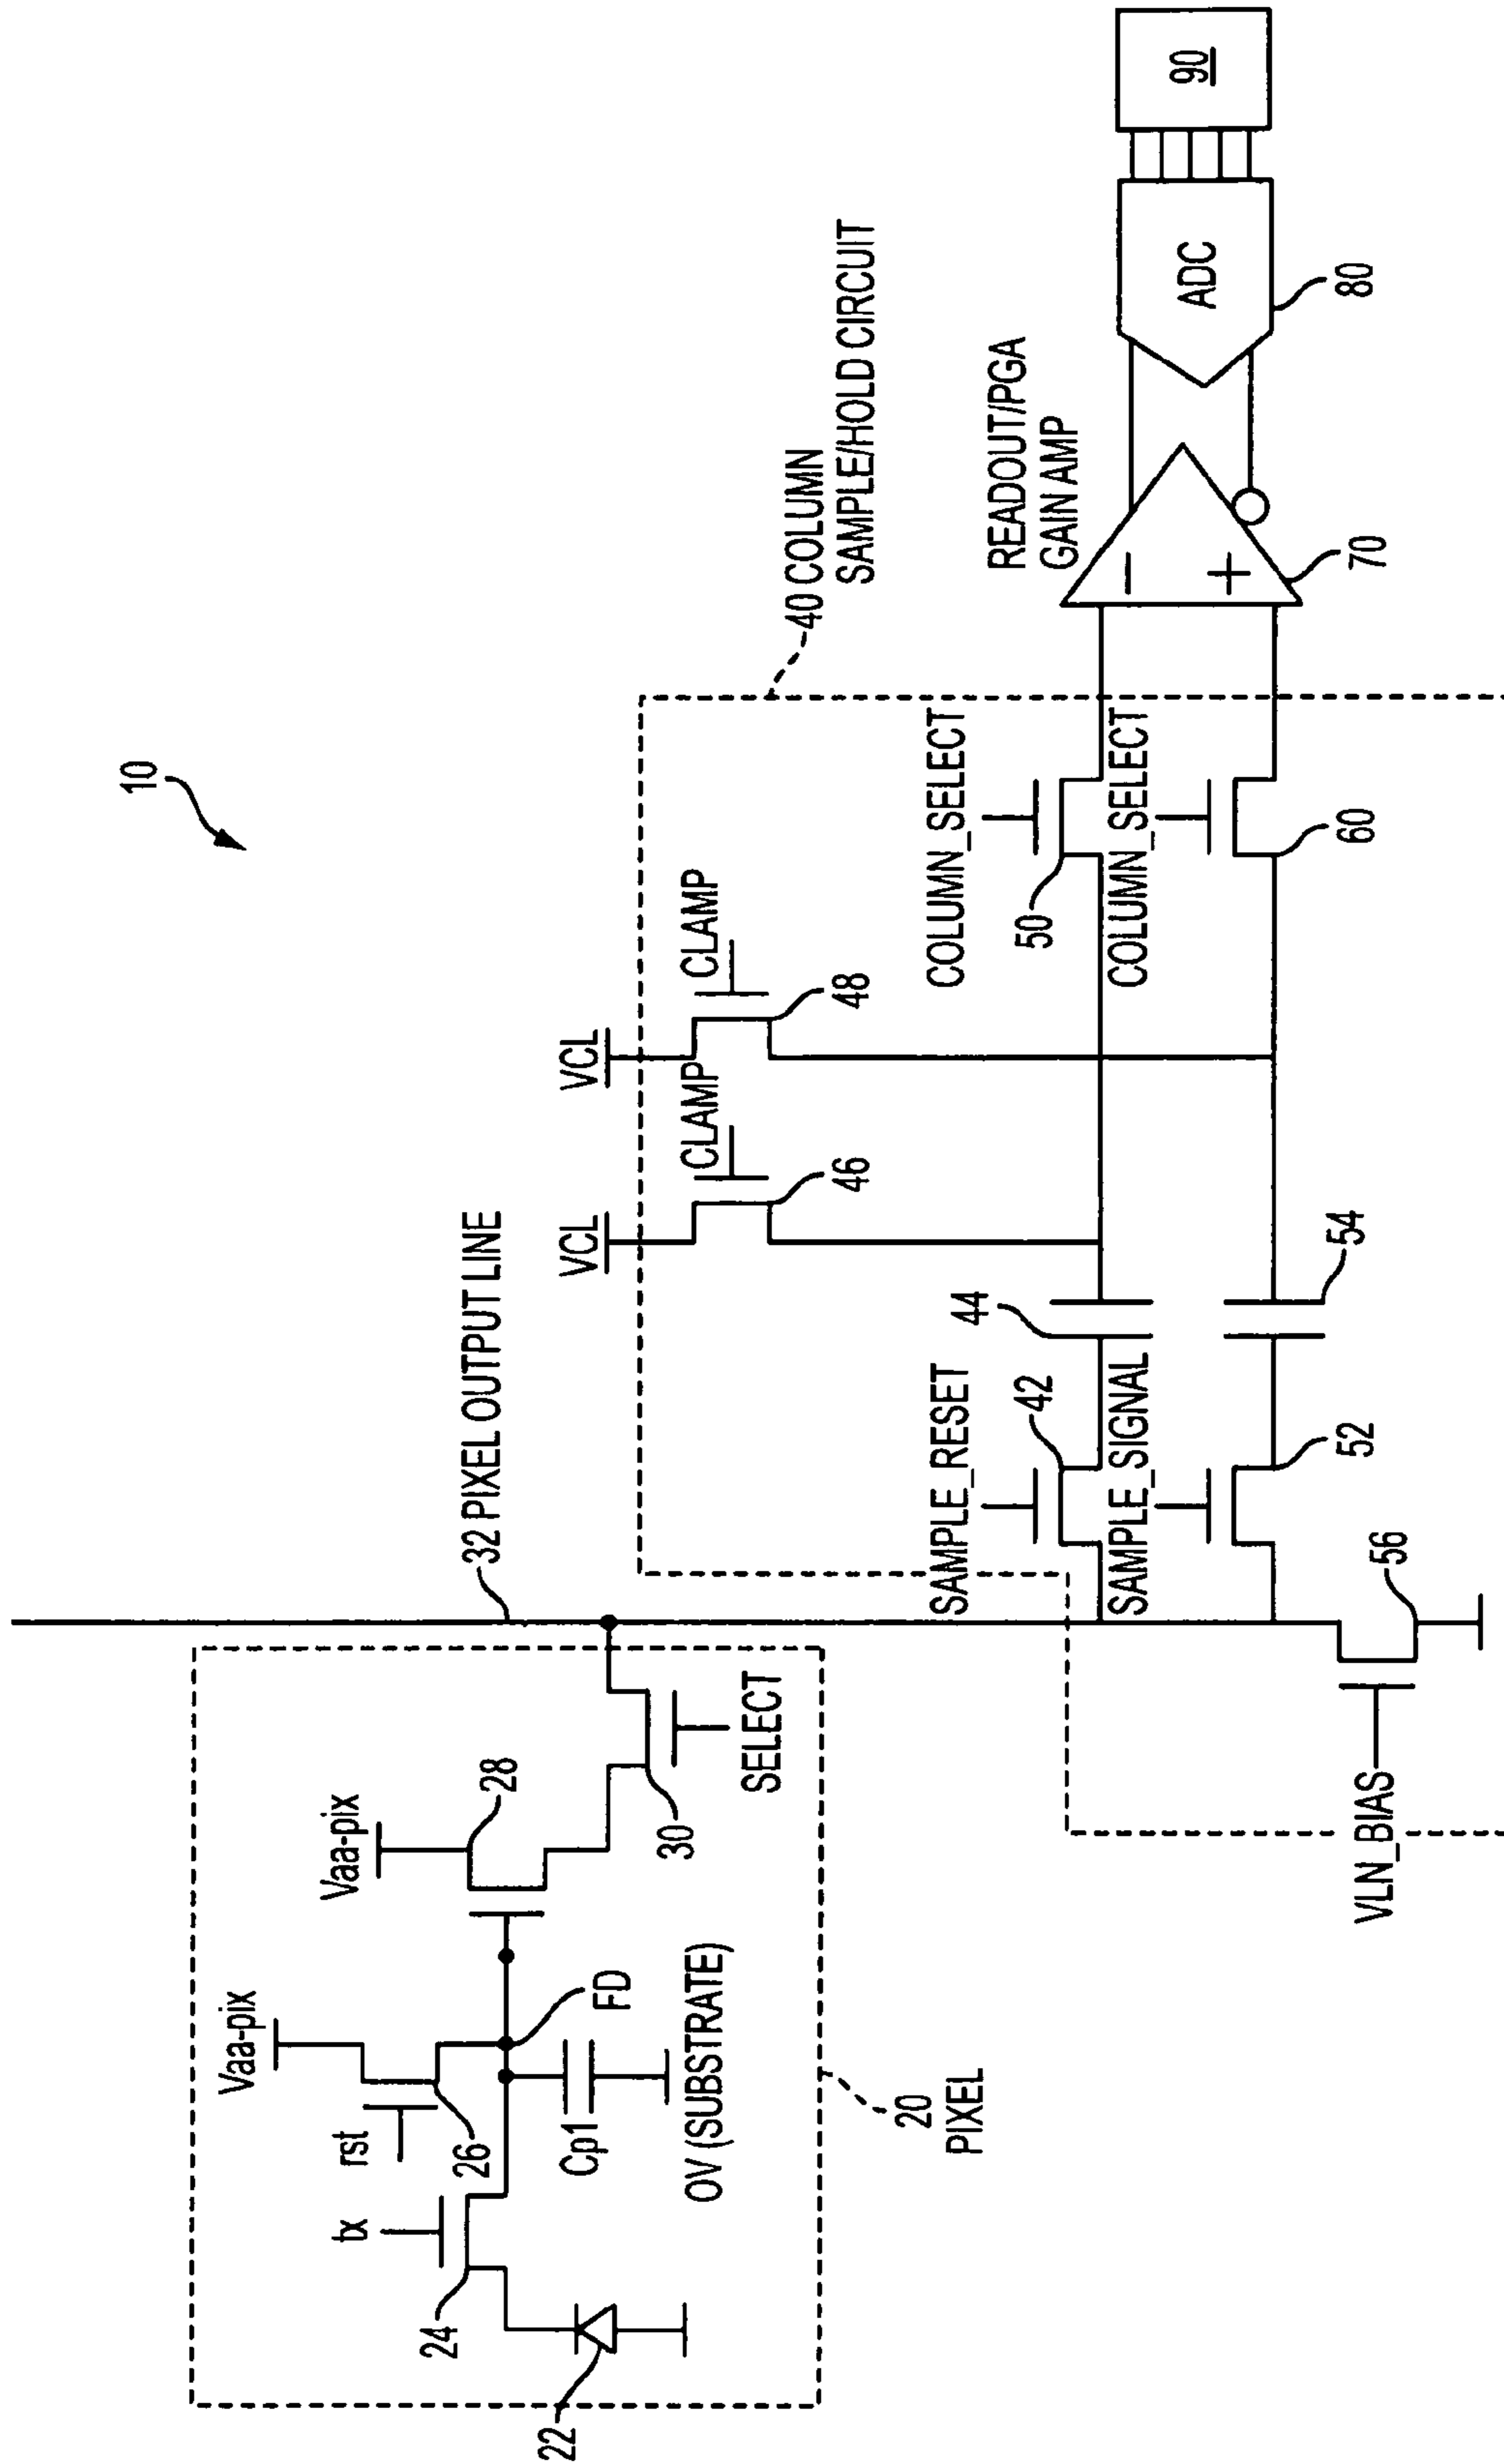 10
Vaa-pix
Vaa-pix
rst
tx
24
26
28
22
FD
Cp1
OV (SUBSTRATE)
30
SELECT
20
PIXEL
32 PIXEL OUTPUT LINE
VCL
VCL
CLAMP
CLAMP
46
48
40 COLUMN
SAMPLE/HOLD CIRCUIT
SAMPLE_RESET
42
44
SAMPLE_SIGNAL
52
54
COLUMN_SELECT
50
COLUMN_SELECT
60
VLN_BIAS
56
READOUT/PGA
GAIN AMP
−
+
70
ADC
80
90